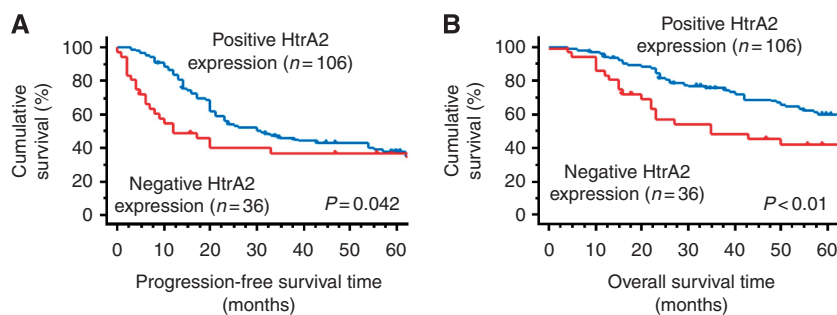 A
Positive HtrA2
expression (n=106)
100
80
60
40
20
0
Cumulative
survival (%)
Negative HtrA2
expression (n=36)
P=0.042
0 10 20 30 40 50 60
Progression-free survival time
(months)
B
Positive HtrA2
expression (n=106)
100
80
60
40
20
0
Cumulative
survival (%)
Negative HtrA2
expression (n=36)
P<0.01
0 10 20 30 40 50 60
Overall survival time
(months)